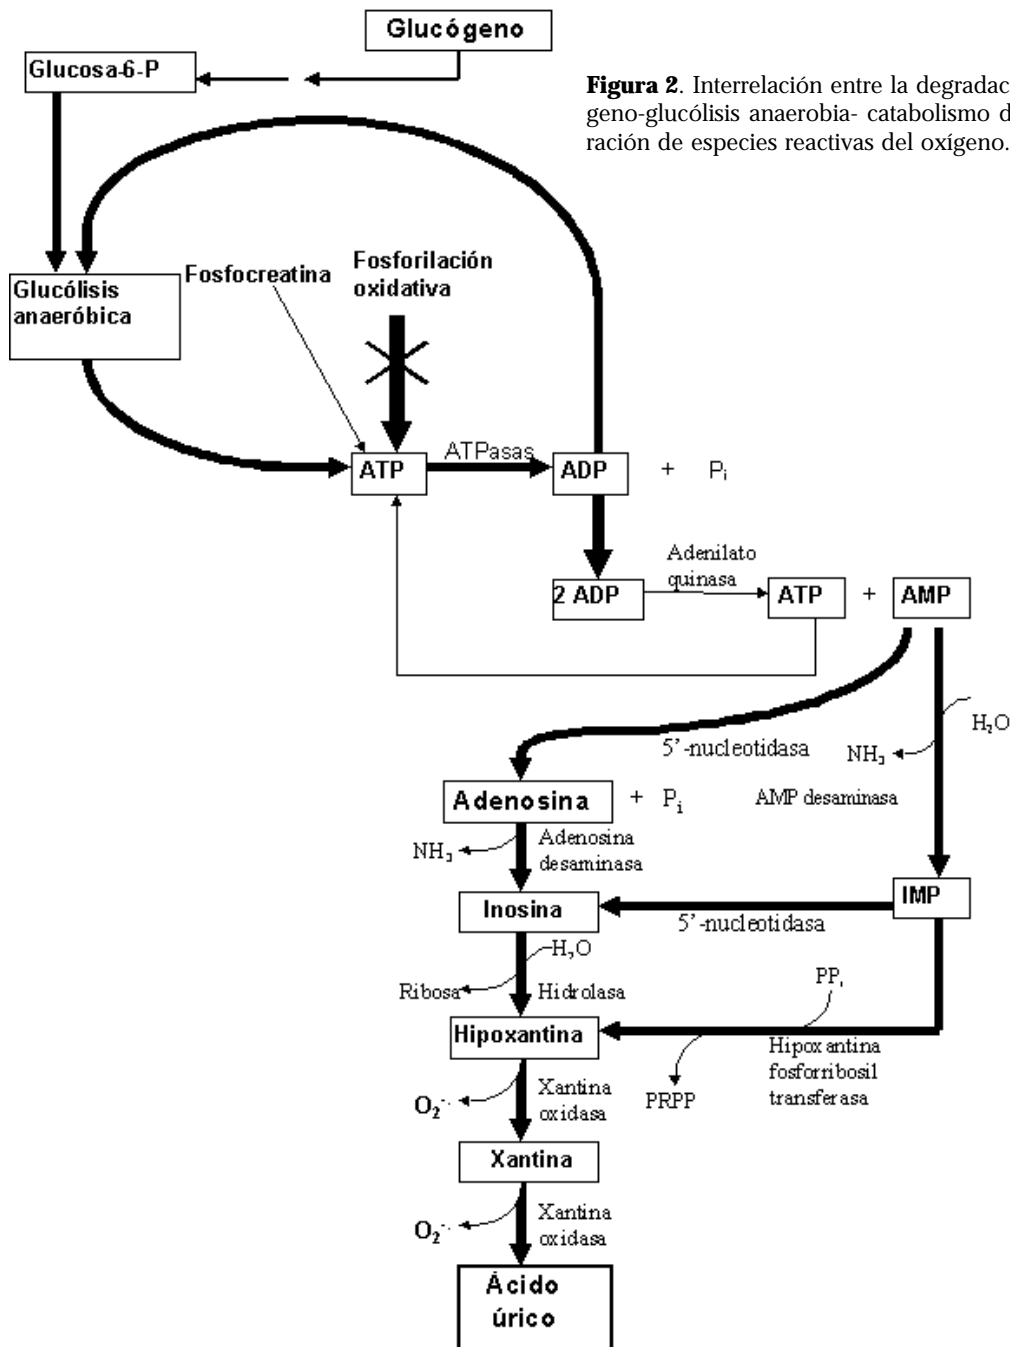 Glucógeno
Glucosa-6-P
Figura 2. Interrelación entre la degradac
geno-glucólisis anaerobia- catabolismo d
ración de especies reactivas del oxígeno.
Fosforilación
oxidativa
Fosfocreatina
Glucólisis
anaeróbica
ATPasas
ATP
ADP
+ Pi
Adenilato
quinasa
2 ADP
ATP
+
AMP
H2O
5'-nucleotidasa
NH3
Adenosina
+ Pi
AMP desaminasa
NH3
Adenosina
desaminasa
Inosina
IMP
5'-nucleotidasa
H2O
Ribosa
Hidrolasa
PPi
Hipoxantina
Hipoxantina
fosforribosil
transferasa
PRPP
O2·-
Xantina
oxidasa
Xantina
O2·-
Xantina
oxidasa
Ácido
úrico